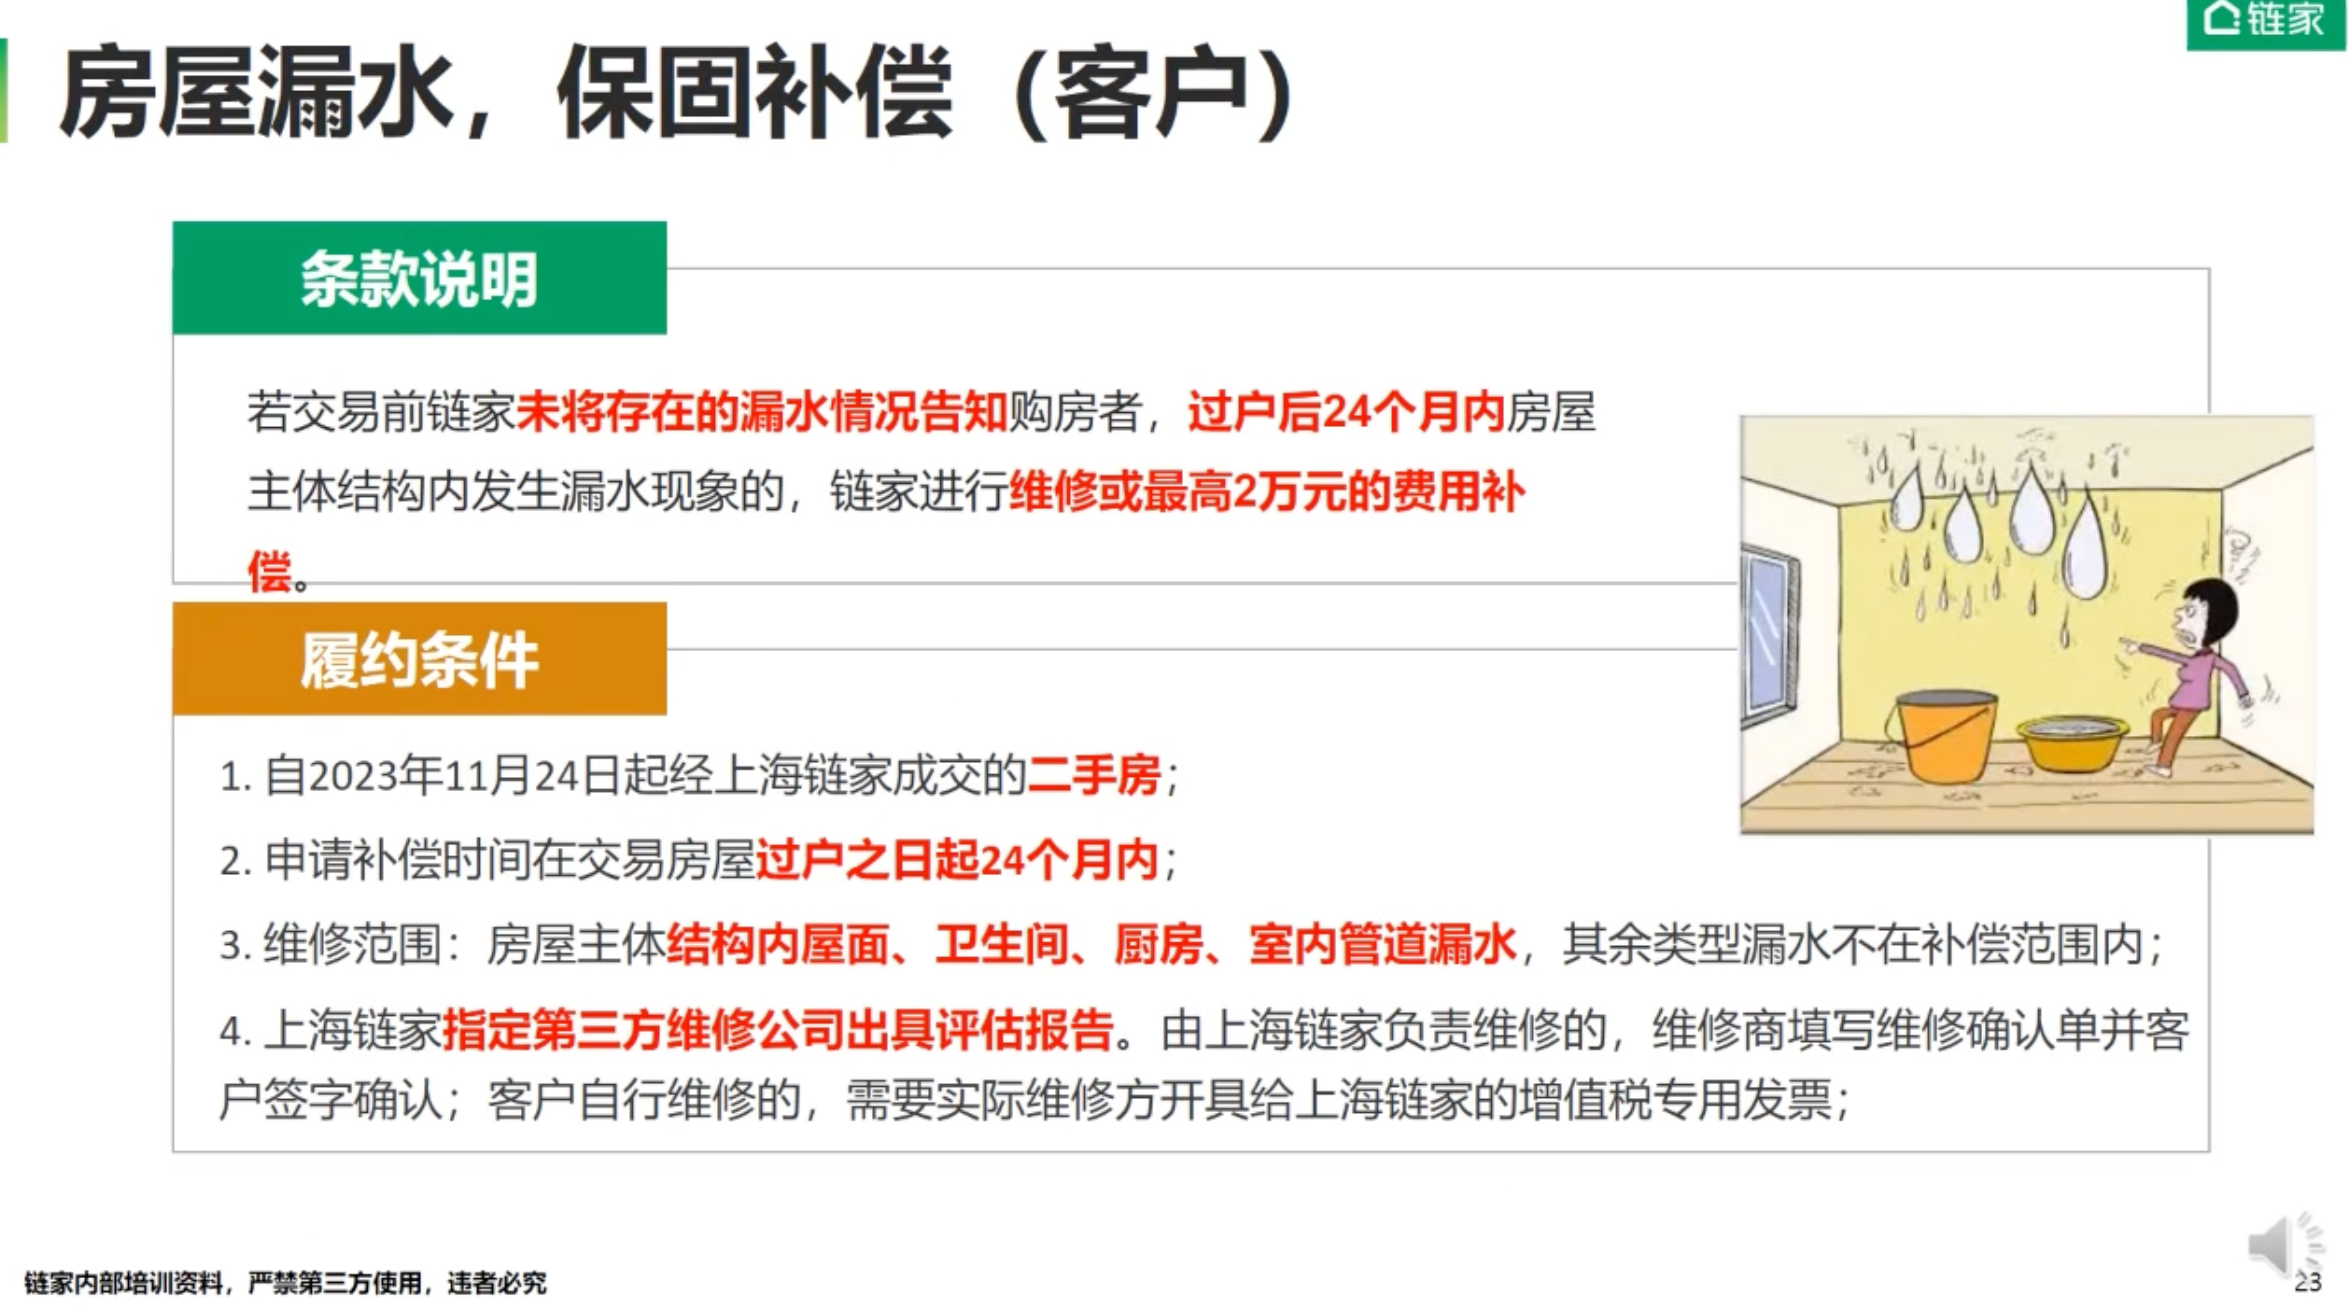 链家
房屋漏水，保固补偿（客户）
条款说明
若交易前链家未将存在的漏水情况告知购房者，过户后24个月内房屋
主体结构内发生漏水现象的，链家进行维修或最高2万元的费用补
偿。
履约条件
1. 自2023年11月24日起经上海链家成交的二手房；
2. 申请补偿时间在交易房屋过户之日起24个月内；
3. 维修范围：房屋主体结构内屋面、卫生间、厨房、室内管道漏水，其余类型漏水不在补偿范围内；
4. 上海链家指定第三方维修公司出具评估报告。由上海链家负责维修的，维修商填写维修确认单并客
户签字确认；客户自行维修的，需要实际维修方开具给上海链家的增值税专用发票；
链家内部培训资料，严禁第三方使用，违者必究
23